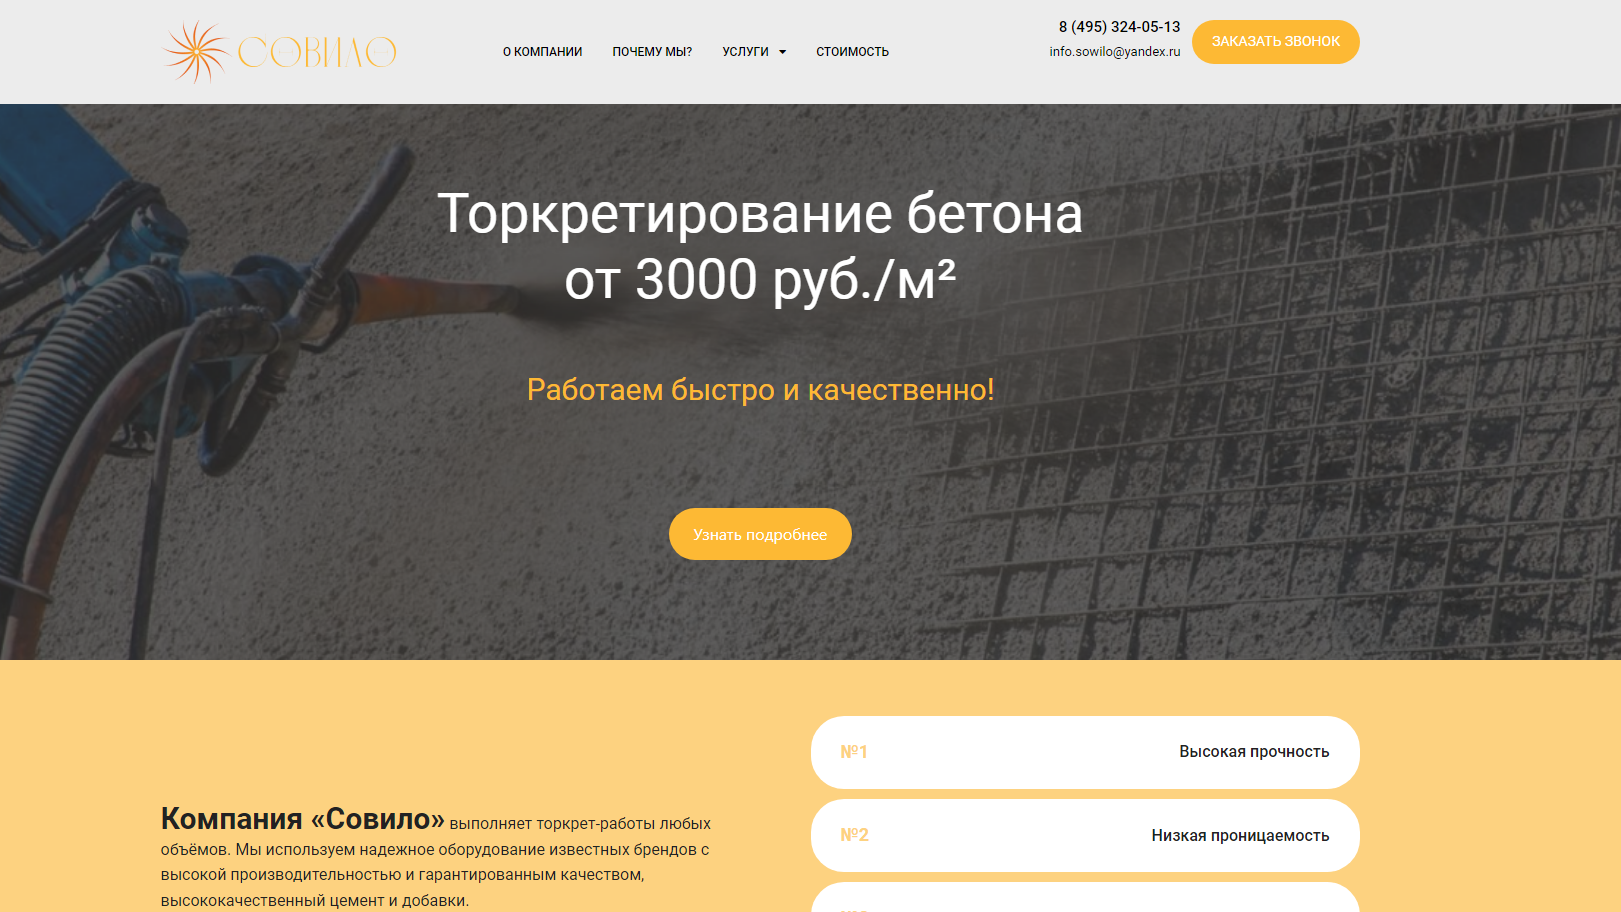 СОВИЛО
О КОМПАНИИ ПОЧЕМУ МЫ? УСЛУГИ СТОИМОСТЬ
8 (495) 324-05-13
info.sowilo@yandex.ru
ЗАКАЗАТЬ ЗВОНОК
Торкретирование бетона
от 3000 руб./м²
Работаем быстро и качественно!
Узнать подробнее
Компания «Совило» выполняет торкрет-работы любых
объёмов. Мы используем надежное оборудование известных брендов с
высокой производительностью и гарантированным качеством,
высококачественный цемент и добавки.
№1 Высокая прочность
№2 Низкая проницаемость